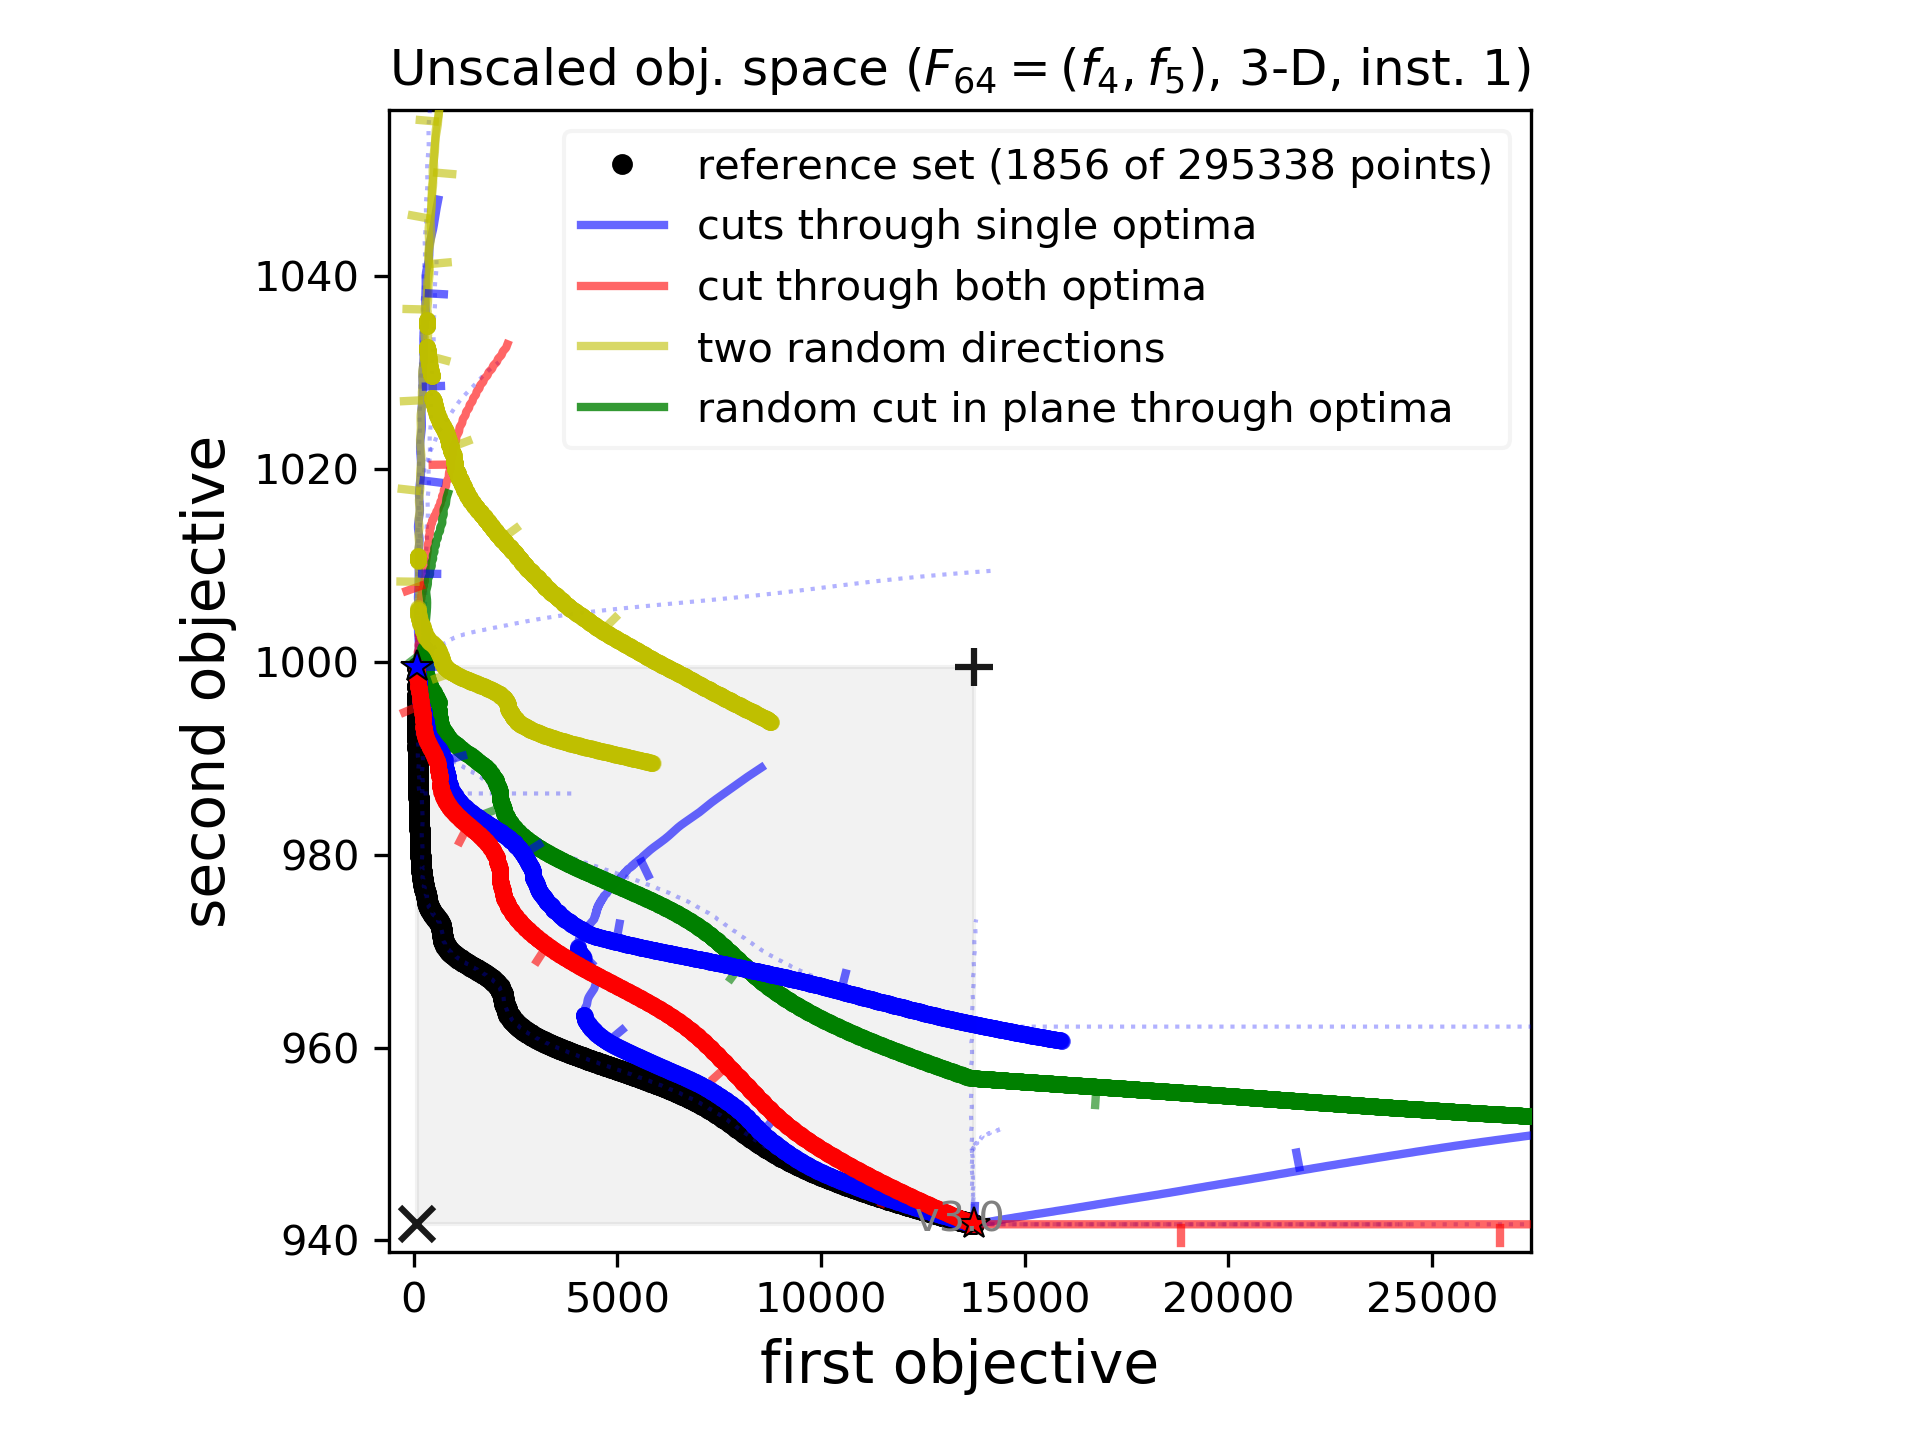 Unscaled obj. space (F64 = (f4, f5), 3-D, inst. 1)
reference set (1856 of 295338 points)
cuts through single optima
cut through both optima
two random directions
random cut in plane through optima
second objective
1040
1020
1000
980
960
940
v3.0
0 5000 10000 15000 20000 25000
first objective